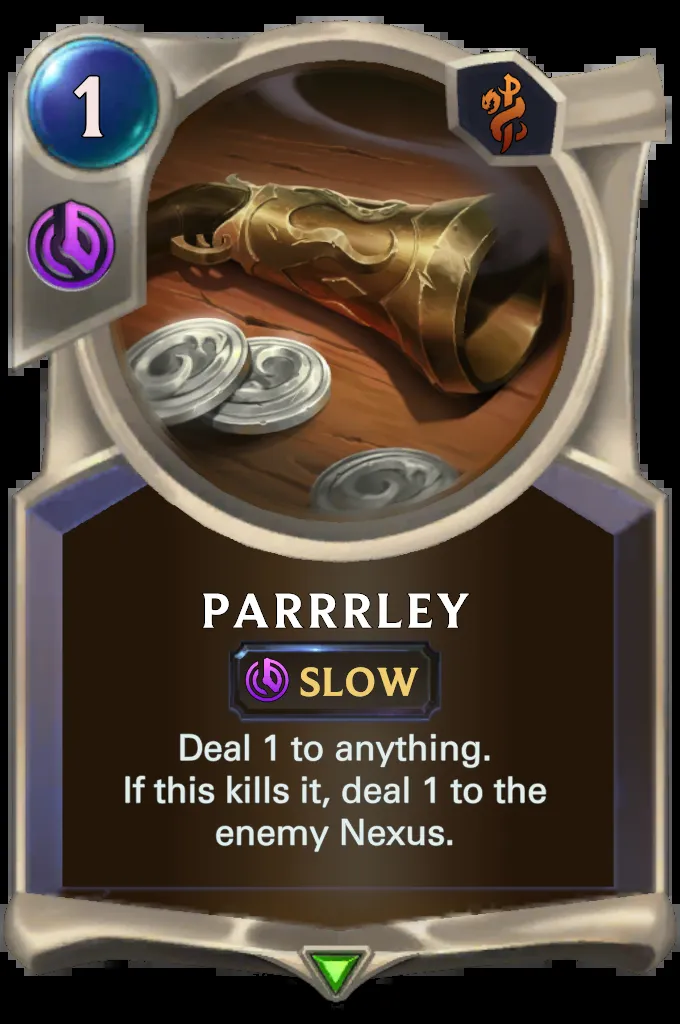 1
PARRRLEY
SLOW
Deal 1 to anything.
If this kills it, deal 1 to the
enemy Nexus.